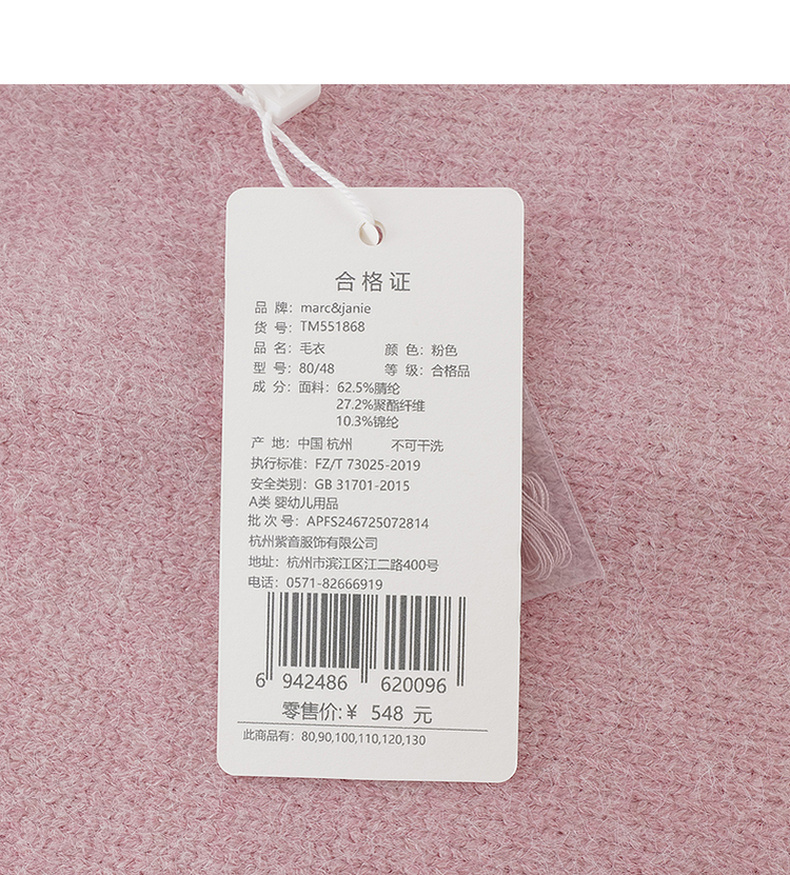 合格证
品 牌：marc&janie
货 号：TM551868
品 名：毛衣 颜 色：粉色
型 号：80/48 等 级：合格品
成 分：面料：62.5%腈纶
27.2%聚酯纤维
10.3%锦纶
产 地：中国 杭州 不可干洗
执行标准：FZ/T 73025-2019
安全类别：GB 31701-2015
A类 婴幼儿用品
批 次 号：APFS246725072814
杭州紫音服饰有限公司
地址：杭州市滨江区江二路400号
电话：0571-82666919
6 942486 620096
零售价:¥ 548 元
此商品有：80,90,100,110,120,130